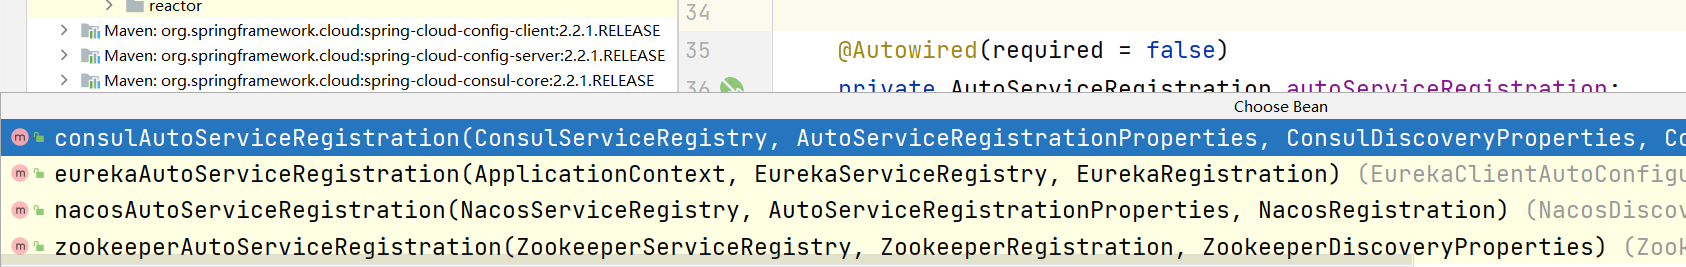 reactor
Maven: org.springframework.cloud:spring-cloud-config-client:2.2.1.RELEASE
Maven: org.springframework.cloud:spring-cloud-config-server:2.2.1.RELEASE
Maven: org.springframework.cloud:spring-cloud-consul-core:2.2.1.RELEASE
34
35 @Autowired(required = false)
36 private AutoServiceRegistration autoServiceRegistration;
Choose Bean
m consulAutoServiceRegistration(ConsulServiceRegistry, AutoServiceRegistrationProperties, ConsulDiscoveryProperties, Co
m eurekaAutoServiceRegistration(ApplicationContext, EurekaServiceRegistry, EurekaRegistration) (EurekaClientAutoConfigu
m nacosAutoServiceRegistration(NacosServiceRegistry, AutoServiceRegistrationProperties, NacosRegistration) (NacosDiscov
m zookeeperAutoServiceRegistration(ZookeeperServiceRegistry, ZookeeperRegistration, ZookeeperDiscoveryProperties) (Zook